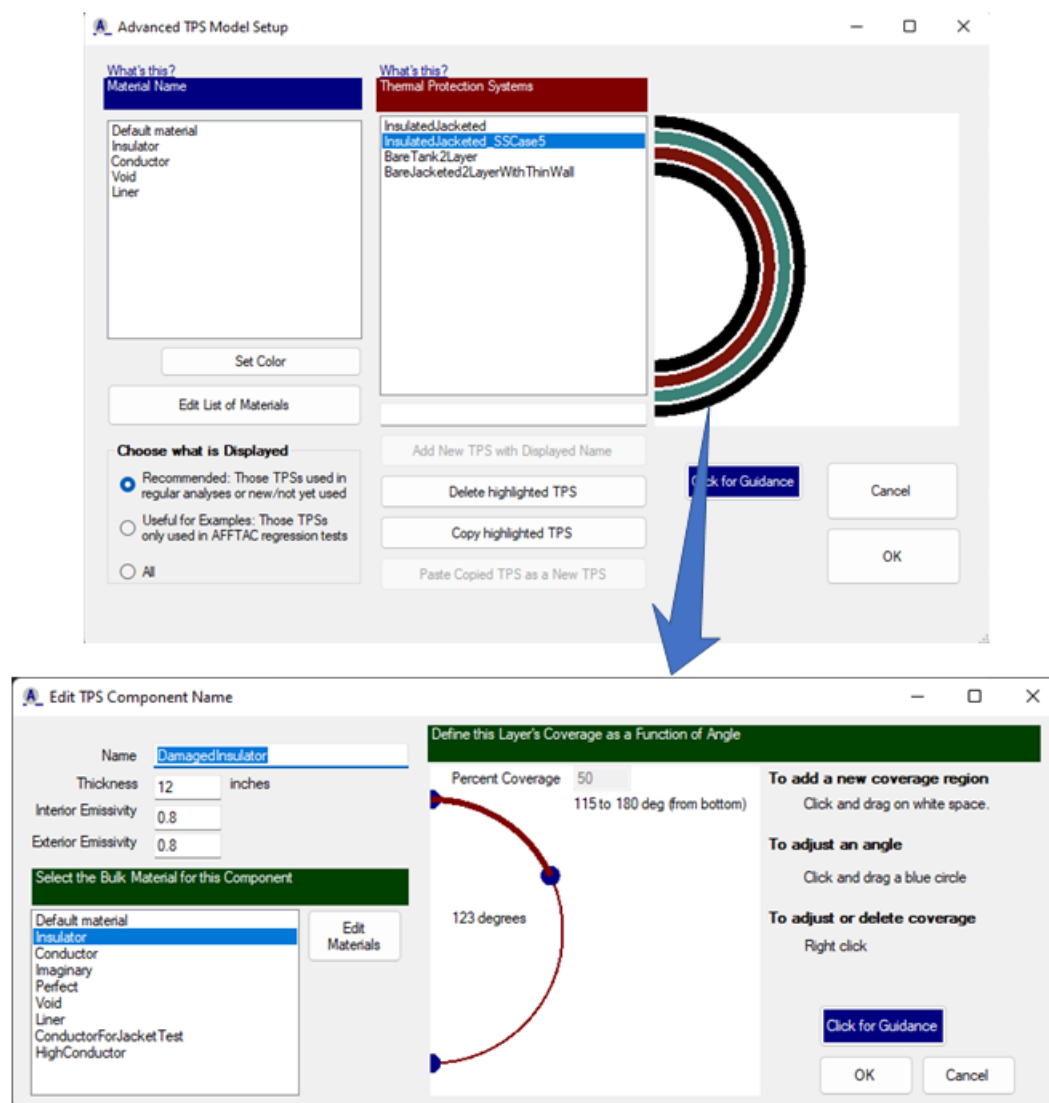 Advanced TPS Model Setup
What's this?
Material Name
Default material
Insulator
Conductor
Void
Liner
Set Color
Edit List of Materials
Choose what is Displayed
Recommended: Those TPSs used in
regular analyses or new/not yet used
Useful for Examples: Those TPSs
only used in AFFTAC regression tests
All
What's this?
Thermal Protection Systems
InsulatedJacketed
InsulatedJacketed_SSCase5
BareTank2Layer
BareJacketed2LayerWithThinWall
Add New TPS with Displayed Name
Delete highlighted TPS
Copy highlighted TPS
Paste Copied TPS as a New TPS
Click for Guidance
Cancel
OK
Edit TPS Component Name
Name DamagedInsulator
Thickness 12 inches
Interior Emissivity 0.8
Exterior Emissivity 0.8
Select the Bulk Material for this Component
Default material
Insulator
Conductor
Imaginary
Perfect
Void
Liner
ConductorForJacketTest
HighConductor
Edit
Materials
Define this Layer's Coverage as a Function of Angle
Percent Coverage 50
115 to 180 deg (from bottom)
123 degrees
To add a new coverage region
Click and drag on white space.
To adjust an angle
Click and drag a blue circle
To adjust or delete coverage
Right click
Click for Guidance
OK
Cancel